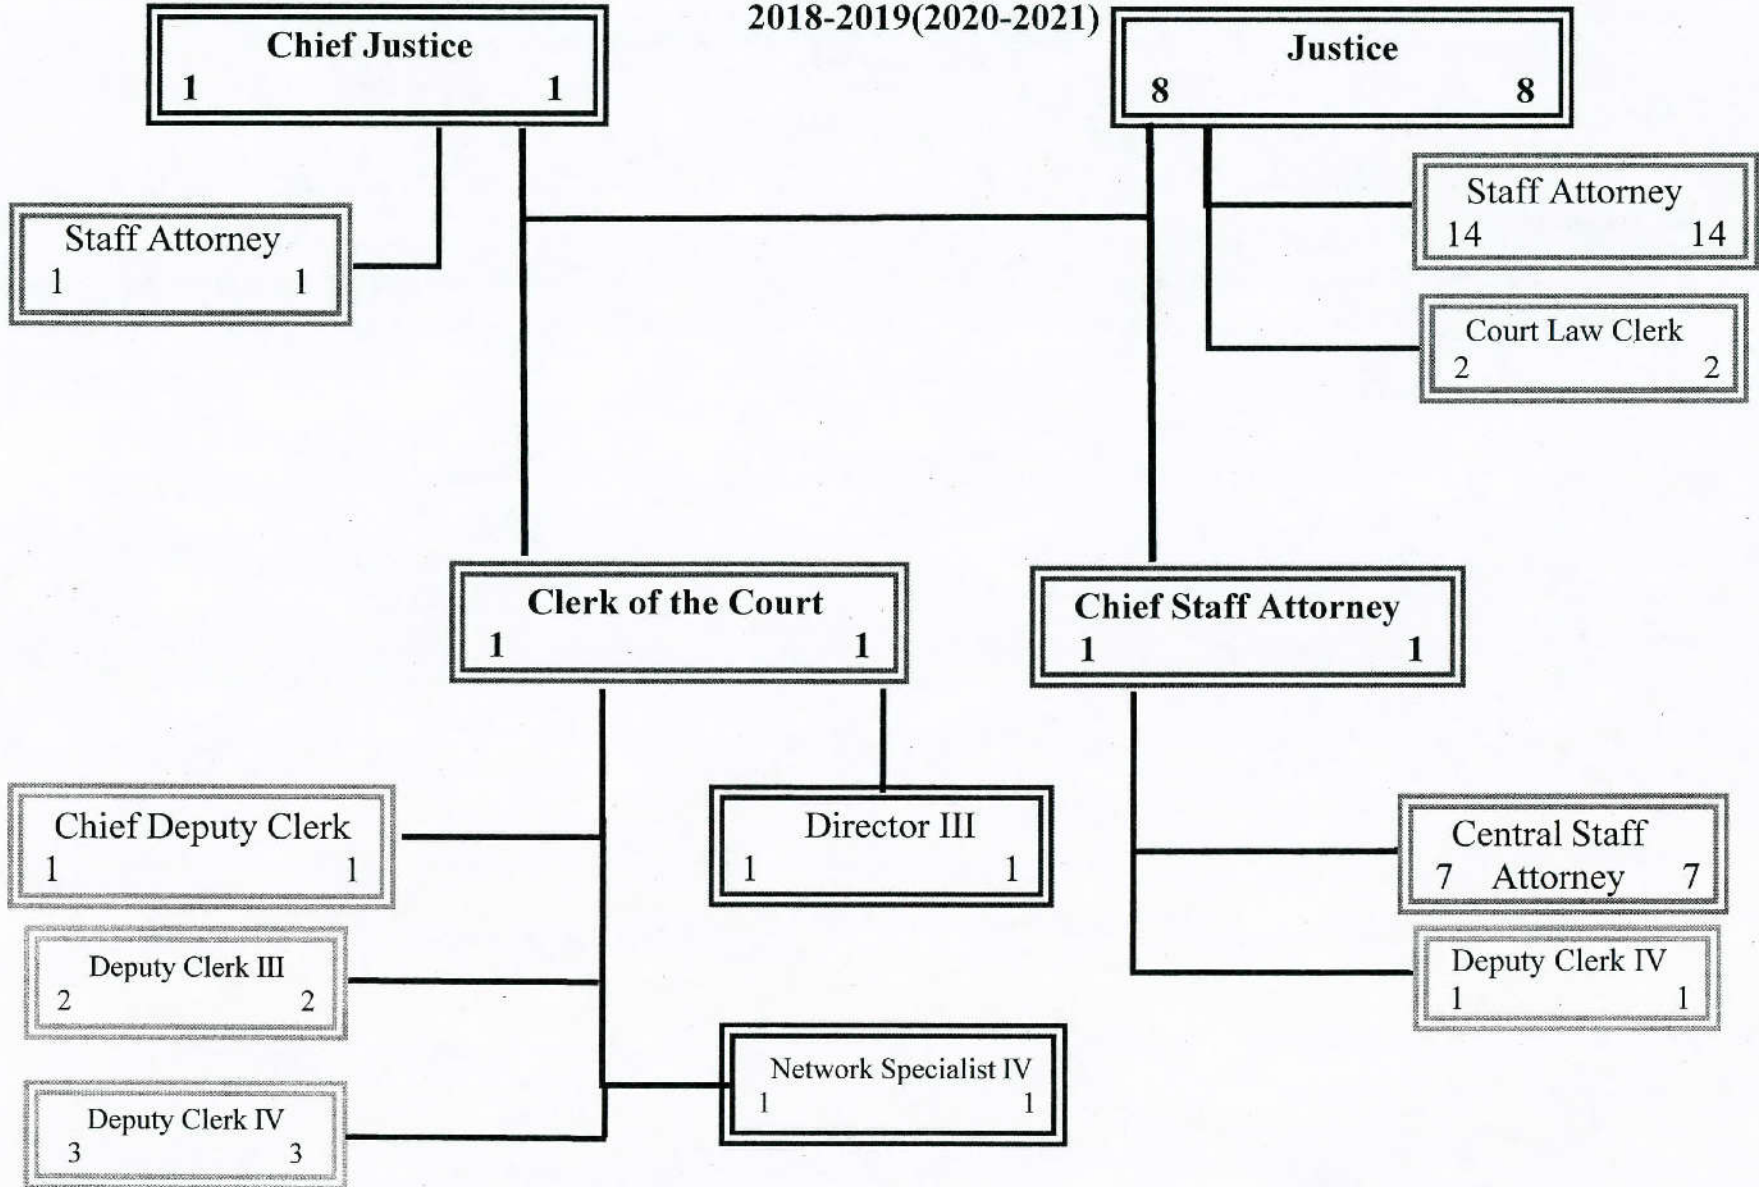 2018-2019(2020-2021)
Chief Justice
1 1
Justice
8 8
Staff Attorney
1 1
Staff Attorney
14 14
Court Law Clerk
2 2
Clerk of the Court
1 1
Chief Staff Attorney
1 1
Chief Deputy Clerk
1 1
Director III
1 1
Central Staff
7 Attorney 7
Deputy Clerk III
2 2
Deputy Clerk IV
1 1
Network Specialist IV
1 1
Deputy Clerk IV
3 3